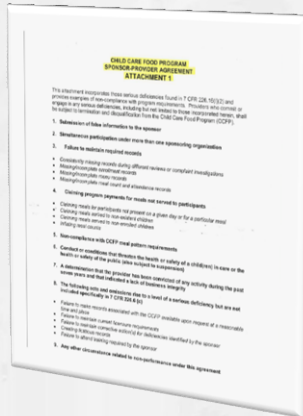 CHILD CARE FOOD PROGRAM
SPONSOR-PROVIDER AGREEMENT
ATTACHMENT 1
This attachment incorporates those serious deficiencies found in 7 CFR 226.16(l)(2) and
provides examples of non-compliance with program requirements. Providers who commit or
engage in any serious deficiencies, including but not limited to those incorporated herein, shall
be subject to termination and disqualification from the Child Care Food Program (CCFP).
1. Submission of false information to the sponsor
2. Simultaneous participation under more than one sponsoring organization
3. Failure to maintain required records
• Consistently missing records during different reviews or complaint investigations
• Missing/incomplete enrollment records
• Missing/incomplete menu records
• Missing/incomplete meal count and attendance records
4. Claiming program payments for meals not served to participants
• Claiming meals for participants not present on a given day or for a particular meal
• Claiming meals served to non-resident children
• Claiming meals served to non-enrolled children
• Inflating meal counts
5. Non-compliance with CCFP meal pattern requirements
6. Conduct or conditions that threaten the health or safety of a child(ren) in care or the
health or safety of the public (also subject to suspension)
7. A determination that the provider has been convicted of any activity during the past
seven years and that indicated a lack of business integrity
8. The following acts and omissions rise to a level of a serious deficiency but are not
included specifically in 7 CFR 226.6
• Failure to make records associated with the CCFP available upon request at a reasonable
time and place
• Failure to maintain current licensure requirements
• Failure to maintain corrective action(s) for deficiencies identified by the sponsor
• Creating fictitious records
• Failure to attend training required by the sponsor
9. Any other circumstance related to non-performance under this agreement